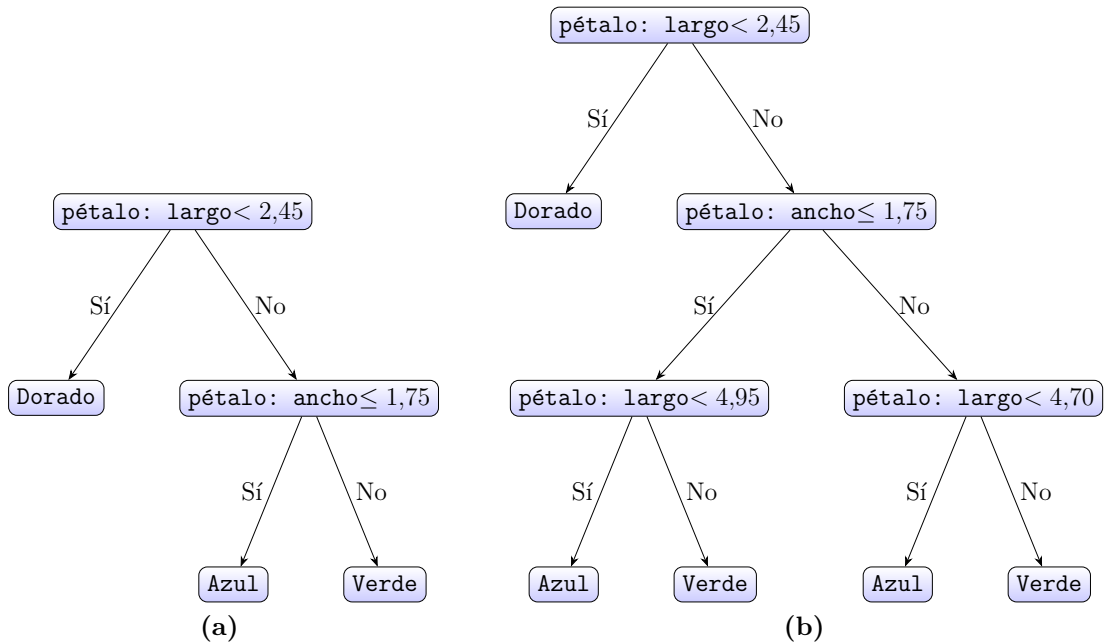 pétalo: largo< 2,45
Sí
No
Dorado
pétalo: ancho≤ 1,75
Sí
No
Azul
Verde
(a)
pétalo: largo< 2,45
Sí
No
Dorado
pétalo: ancho≤ 1,75
Sí
No
pétalo: largo< 4,95
pétalo: largo< 4,70
Sí
No
Sí
No
Azul
Verde
Azul
Verde
(b)